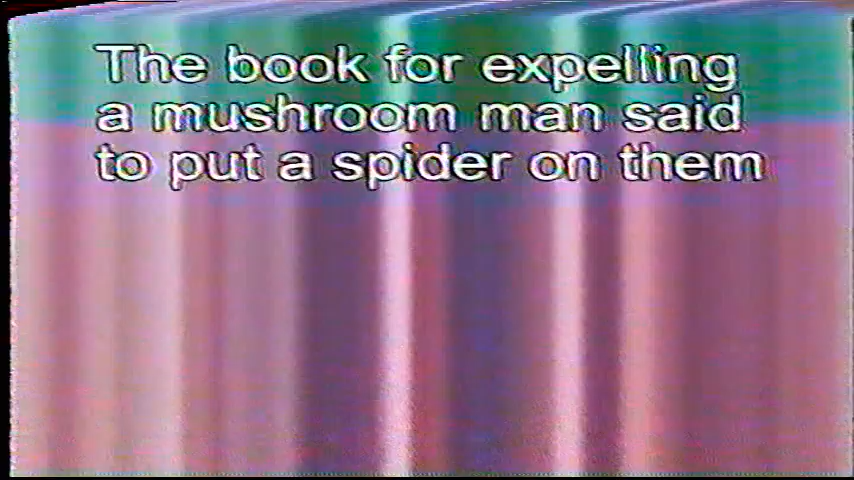 The book for expelling
a mushroom man said
to put a spider on them